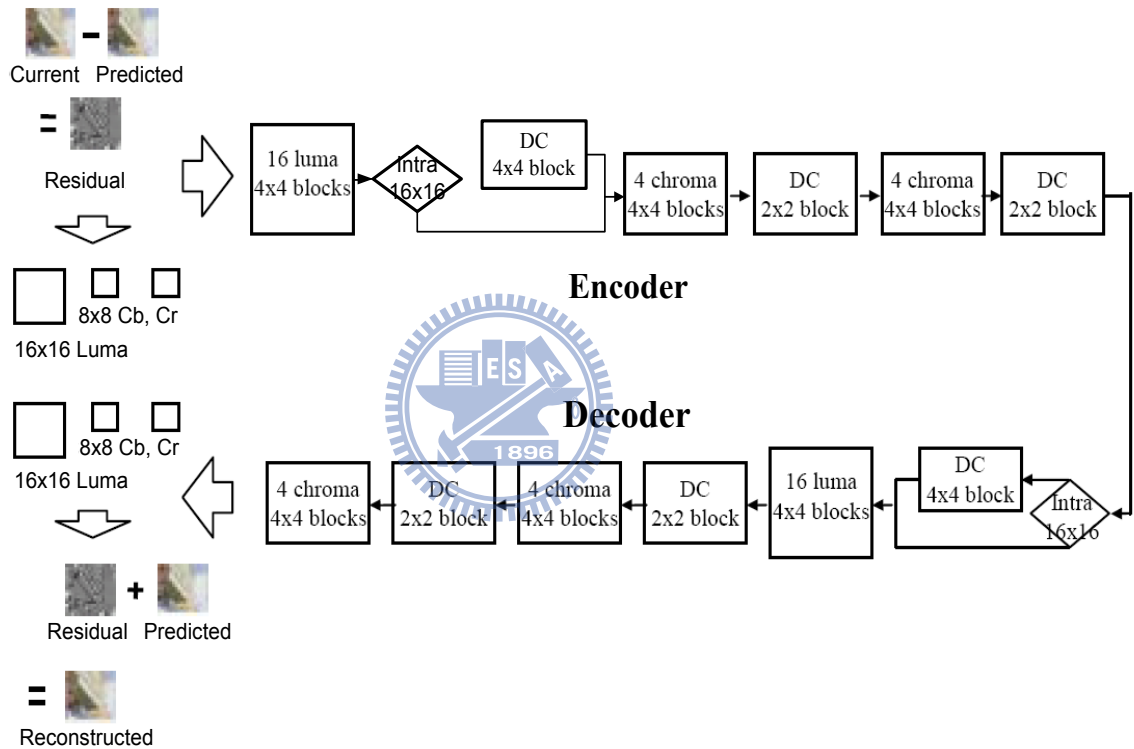 Current Predicted
Residual
8x8 Cb, Cr
16x16 Luma
16 luma
4x4 blocks
Intra
16x16
DC
4x4 block
4 chroma
4x4 blocks
DC
2x2 block
4 chroma
4x4 blocks
DC
2x2 block
Encoder
Decoder
E S A
1896
8x8 Cb, Cr
16x16 Luma
4 chroma
4x4 blocks
DC
2x2 block
4 chroma
4x4 blocks
DC
2x2 block
16 luma
4x4 blocks
DC
4x4 block
Intra
16x16
Residual Predicted
Reconstructed